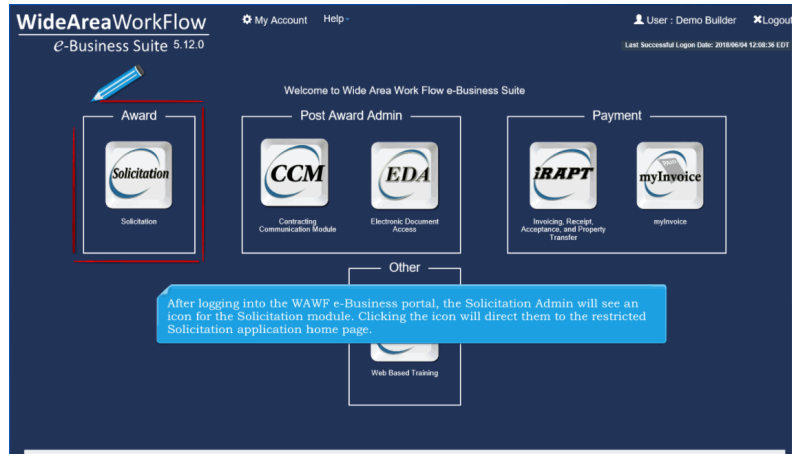 WideAreaWorkFlow
e-Business Suite 5.12.0
My Account Help
User : Demo Builder Logout
Last Successful Logon Date: 2018/06/04 12:08:36 EDT
Welcome to Wide Area Work Flow e-Business Suite
Award
Solicitation
Solicitation
Post Award Admin
CCM
Contracting
Communication Module
EDA
Electronic Document
Access
Payment
iRAPT
Invoicing, Receipt,
Acceptance, and Property
Transfer
myInvoice
myInvoice
Other
After logging into the WAWF e-Business portal, the Solicitation Admin will see an
icon for the Solicitation module. Clicking the icon will direct them to the restricted
Solicitation application home page.
Web Based Training